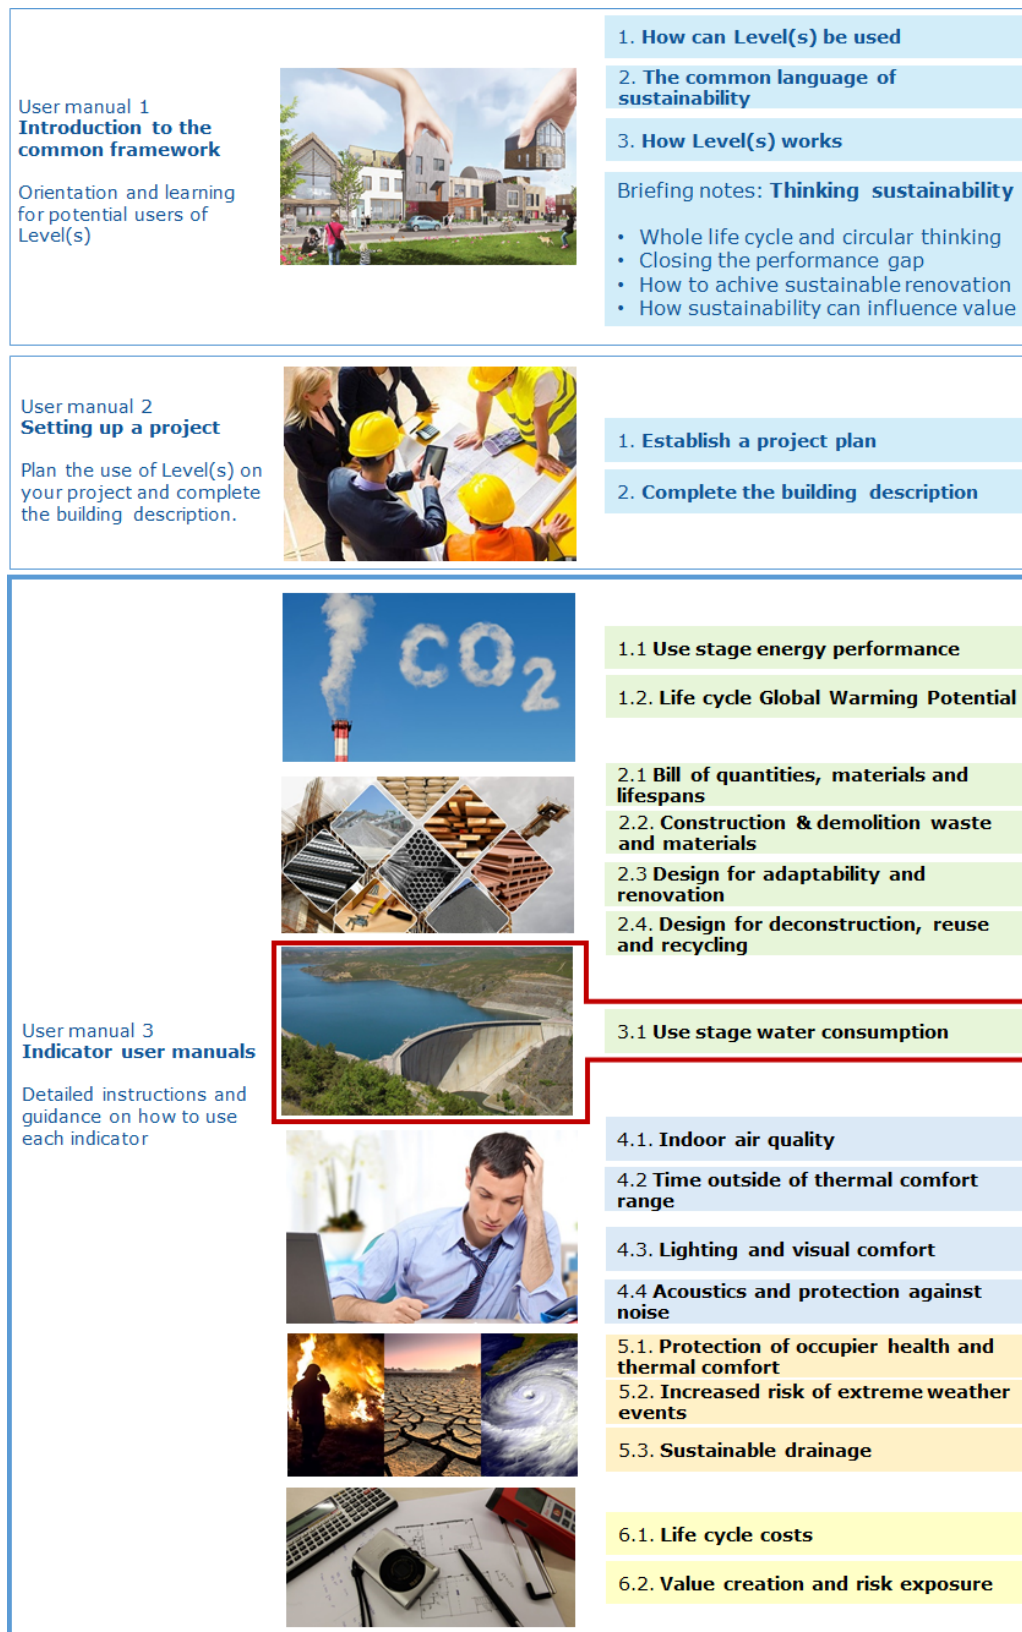 User manual 1
Introduction to the
common framework
Orientation and learning
for potential users of
Level(s)
1. How can Level(s) be used
2. The common language of
sustainability
3. How Level(s) works
Briefing notes: Thinking sustainability
• Whole life cycle and circular thinking
• Closing the performance gap
• How to achive sustainable renovation
• How sustainability can influence value
User manual 2
Setting up a project
Plan the use of Level(s) on
your project and complete
the building description.
1. Establish a project plan
2. Complete the building description
User manual 3
Indicator user manuals
Detailed instructions and
guidance on how to use
each indicator
CO2
1.1 Use stage energy performance
1.2. Life cycle Global Warming Potential
2.1 Bill of quantities, materials and
lifespans
2.2. Construction & demolition waste
and materials
2.3 Design for adaptability and
renovation
2.4. Design for deconstruction, reuse
and recycling
3.1 Use stage water consumption
4.1. Indoor air quality
4.2 Time outside of thermal comfort
range
4.3. Lighting and visual comfort
4.4 Acoustics and protection against
noise
5.1. Protection of occupier health and
thermal comfort
5.2. Increased risk of extreme weather
events
5.3. Sustainable drainage
6.1. Life cycle costs
6.2. Value creation and risk exposure